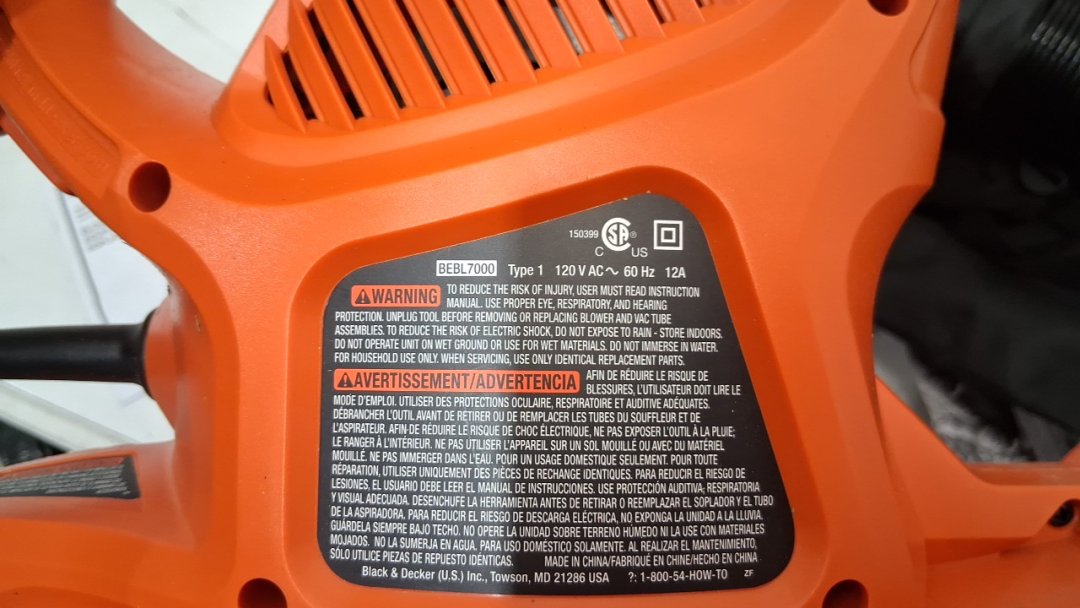 150399 SA®
C US
BEBL7000 Type 1 120 V AC~ 60 Hz 12A
WARNING TO REDUCE THE RISK OF INJURY, USER MUST READ INSTRUCTION
MANUAL. USE PROPER EYE, RESPIRATORY, AND HEARING
PROTECTION. UNPLUG TOOL BEFORE REMOVING OR REPLACING BLOWER AND VAC TUBE
ASSEMBLIES. TO REDUCE THE RISK OF ELECTRIC SHOCK, DO NOT EXPOSE TO RAIN - STORE INDOORS.
DO NOT OPERATE UNIT ON WET GROUND OR USE FOR WET MATERIALS. DO NOT IMMERSE IN WATER.
FOR HOUSEHOLD USE ONLY. WHEN SERVICING, USE ONLY IDENTICAL REPLACEMENT PARTS.
AVERTISSEMENT/ADVERTENCIA AFIN DE RÉDUIRE LE RISQUE DE
BLESSURES, L'UTILISATEUR DOIT LIRE LE
MODE D'EMPLOI. UTILISER DES PROTECTIONS OCULAIRE, RESPIRATOIRE ET AUDITIVE ADÉQUATES.
DÉBRANCHER L'OUTIL AVANT DE RETIRER OU DE REMPLACER LES TUBES DU SOUFFLEUR ET DE
L'ASPIRATEUR. AFIN DE RÉDUIRE LE RISQUE DE CHOC ÉLECTRIQUE, NE PAS EXPOSER L'OUTIL À LA PLUIE;
LE RANGER À L'INTÉRIEUR. NE PAS UTILISER L'APPAREIL SUR UN SOL MOUILLÉ OU AVEC DU MATÉRIEL
MOUILLÉ. NE PAS IMMERGER DANS L'EAU. POUR UN USAGE DOMESTIQUE SEULEMENT. POUR TOUTE
RÉPARATION, UTILISER UNIQUEMENT DES PIÈCES DE RECHANGE IDENTIQUES. PARA REDUCIR EL RIESGO DE
LESIONES, EL USUARIO DEBE LEER EL MANUAL DE INSTRUCCIONES. USE PROTECCIÓN AUDITIVA, RESPIRATORIA
Y VISUAL ADECUADA. DESENCHUFE LA HERRAMIENTA ANTES DE RETIRAR O REEMPLAZAR EL SOPLADOR Y EL TUBO
DE LA ASPIRADORA. PARA REDUCIR EL RIESGO DE DESCARGA ELÉCTRICA, NO EXPONGA LA UNIDAD A LA LLUVIA.
GUÁRDELA SIEMPRE BAJO TECHO. NO OPERE LA UNIDAD SOBRE TERRENO HÚMEDO NI LA USE CON MATERIALES
MOJADOS. NO LA SUMERJA EN AGUA. PARA USO DOMÉSTICO SOLAMENTE. AL REALIZAR EL MANTENIMIENTO,
SÓLO UTILICE PIEZAS DE REPUESTO IDÉNTICAS. MADE IN CHINA/FABRIQUÉ EN CHINE/HECHO EN CHINA
Black & Decker (U.S.) Inc., Towson, MD 21286 USA ?: 1-800-54-HOW-TO ZF